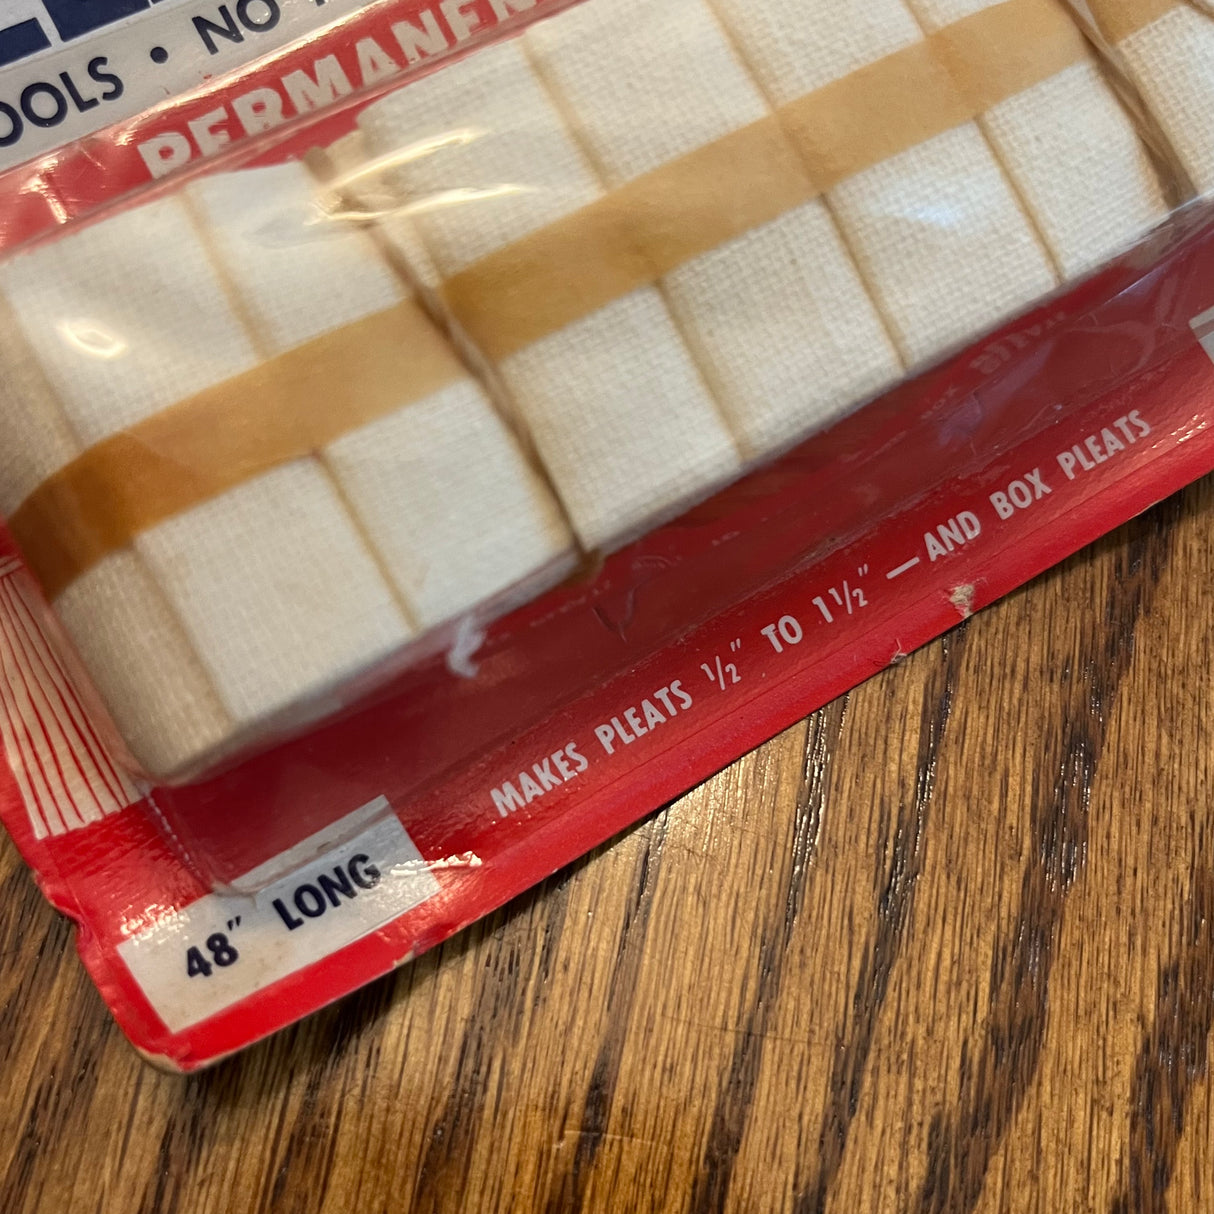 OOLS • NO
PERMANEN
MAKES PLEATS ½" TO 1½" — AND BOX PLEATS
48" LONG